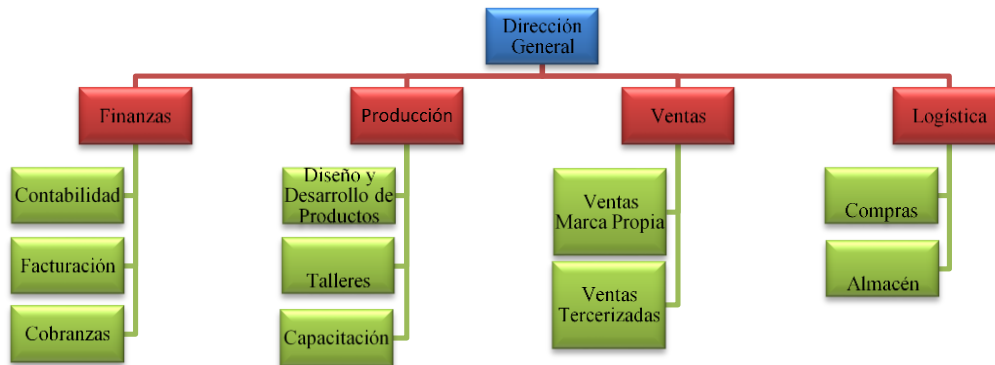 Dirección
General
Finanzas
Producción
Ventas
Logística
Contabilidad
Facturación
Cobranzas
Diseño y
Desarrollo de
Productos
Talleres
Capacitación
Ventas
Marca Propia
Ventas
Tercerizadas
Compras
Almacén